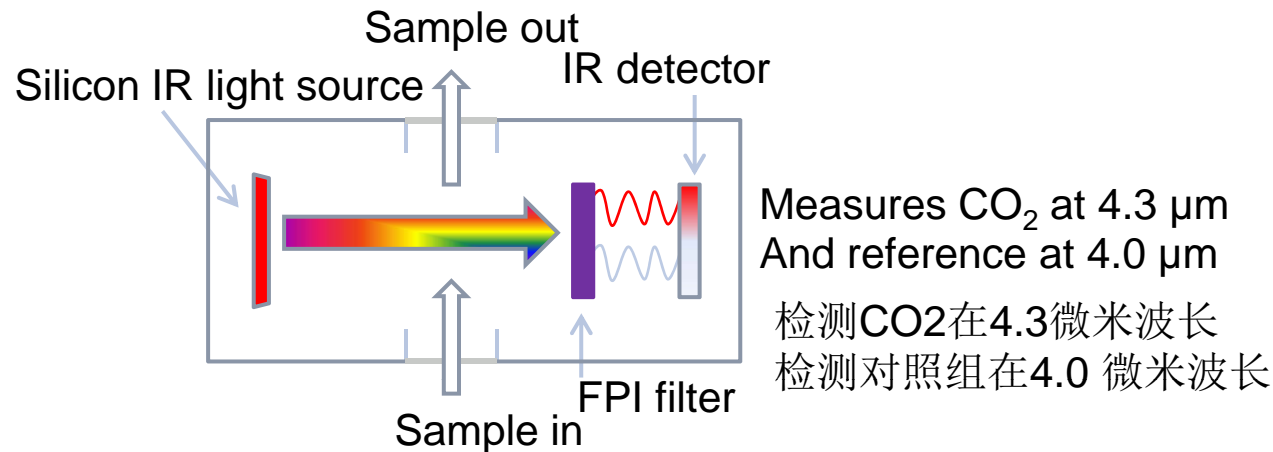 Sample out
Silicon IR light source
IR detector
Measures CO₂ at 4.3 µm
And reference at 4.0 µm
检测CO2在4.3微米波长
检测对照组在4.0 微米波长
FPI filter
Sample in